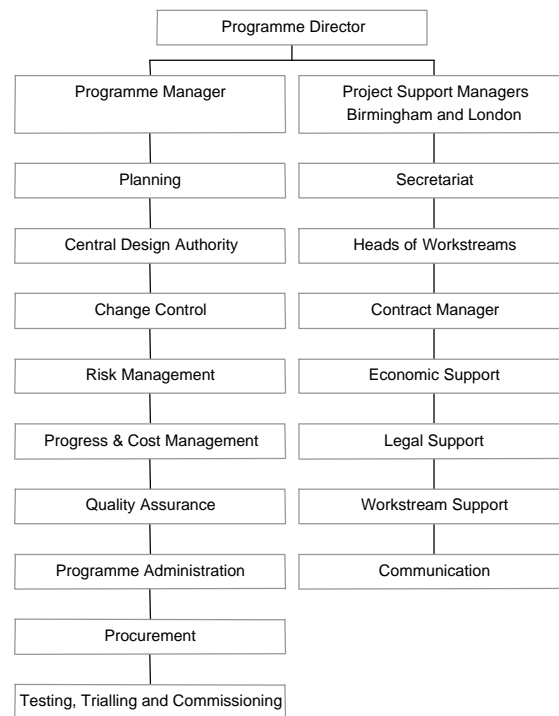 Programme Director
Programme Manager
Project Support Managers
Birmingham and London
Planning
Secretariat
Central Design Authority
Heads of Workstreams
Change Control
Contract Manager
Risk Management
Economic Support
Progress & Cost Management
Legal Support
Quality Assurance
Workstream Support
Programme Administration
Communication
Procurement
Testing, Trialling and Commissioning